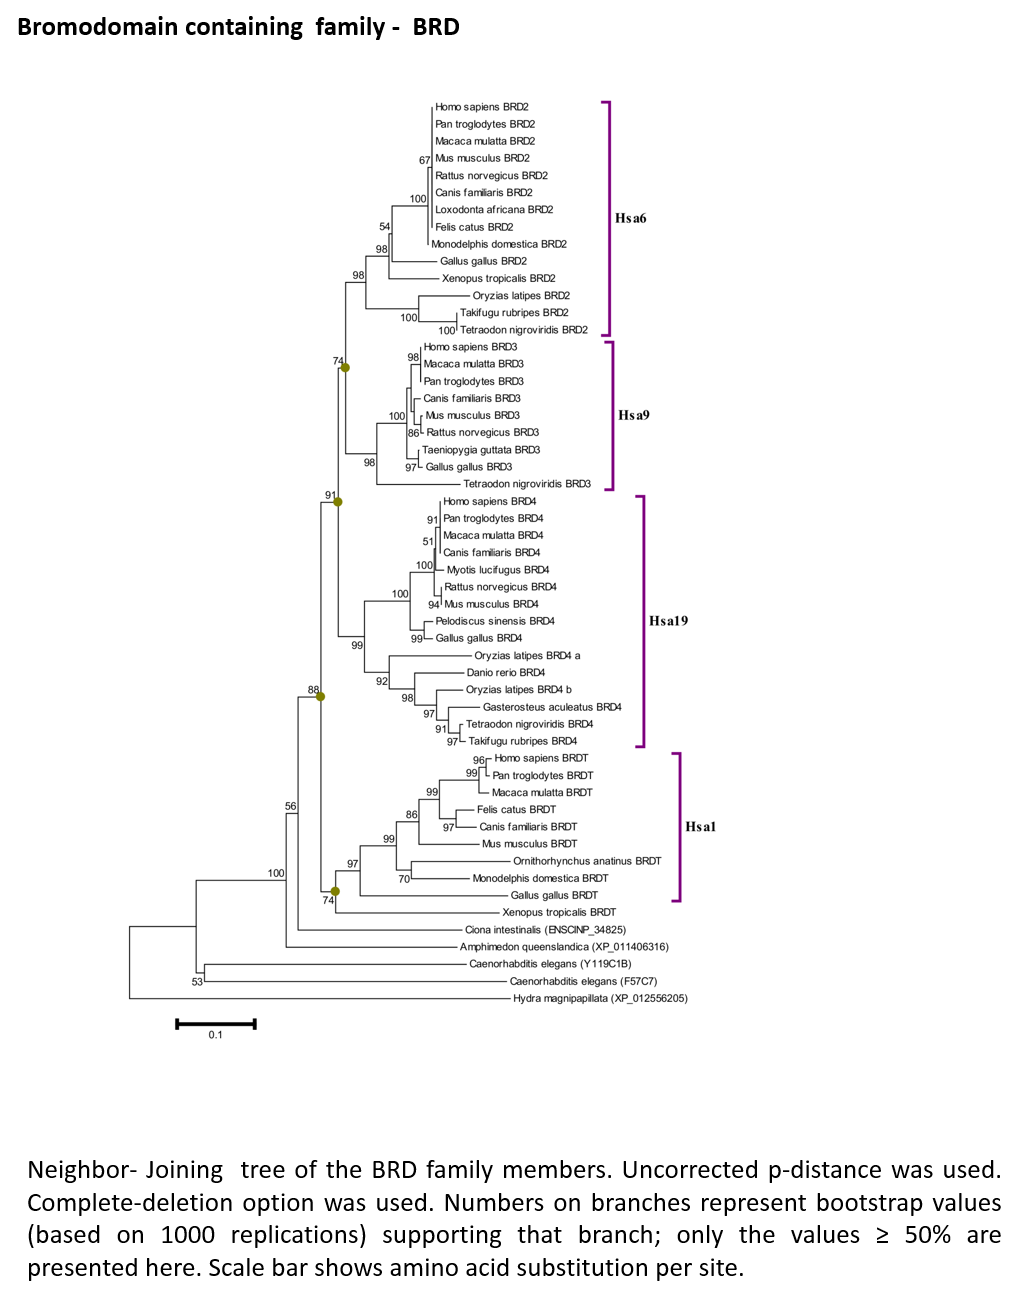 Bromodomain containing family - BRD
Homo sapiens BRD2
Pan troglodytes BRD2
Macaca mulatta BRD2
67
Mus musculus BRD2
Rattus norvegicus BRD2
Canis familiaris BRD2
100
Loxodonta africana BRD2
Hsa6
54
Felis catus BRD2
Monodelphis domestica BRD2
98
Gallus gallus BRD2
98
Xenopus tropicalis BRD2
Oryzias latipes BRD2
Takifugu rubripes BRD2
100
100
Tetraodon nigroviridis BRD2
Homo sapiens BRD3
98
74
Macaca mulatta BRD3
Pan troglodytes BRD3
Canis familiaris BRD3
100
Mus musculus BRD3
Hsa9
86
Rattus norvegicus BRD3
Taeniopygia guttata BRD3
98
97
Gallus gallus BRD3
Tetraodon nigroviridis BRD3
91
Homo sapiens BRD4
91
Pan troglodytes BRD4
Macaca mulatta BRD4
51
Canis familiaris BRD4
100
Myotis lucifugus BRD4
Rattus norvegicus BRD4
100
94
Mus musculus BRD4
Pelodiscus sinensis BRD4
Hsa19
99
Gallus gallus BRD4
99
Oryzias latipes BRD4 a
Danio rerio BRD4
92
88
Oryzias latipes BRD4 b
98
Gasterosteus aculeatus BRD4
97
Tetraodon nigroviridis BRD4
91
97
Takifugu rubripes BRD4
96
Homo sapiens BRDT
99
Pan troglodytes BRDT
99
Macaca mulatta BRDT
56
Felis catus BRDT
86
97
Canis familiaris BRDT
Hsa1
99
Mus musculus BRDT
97
Ornithorhynchus anatinus BRDT
100
70
Monodelphis domestica BRDT
Gallus gallus BRDT
74
Xenopus tropicalis BRDT
Ciona intestinalis (ENSCINP_34825)
Amphimedon queenslandica (XP_011406316)
Caenorhabditis elegans (Y119C1B)
53
Caenorhabditis elegans (F57C7)
Hydra magnipapillata (XP_012556205)
0.1
Neighbor- Joining tree of the BRD family members. Uncorrected p-distance was used.
Complete-deletion option was used. Numbers on branches represent bootstrap values
(based on 1000 replications) supporting that branch; only the values ≥ 50% are
presented here. Scale bar shows amino acid substitution per site.